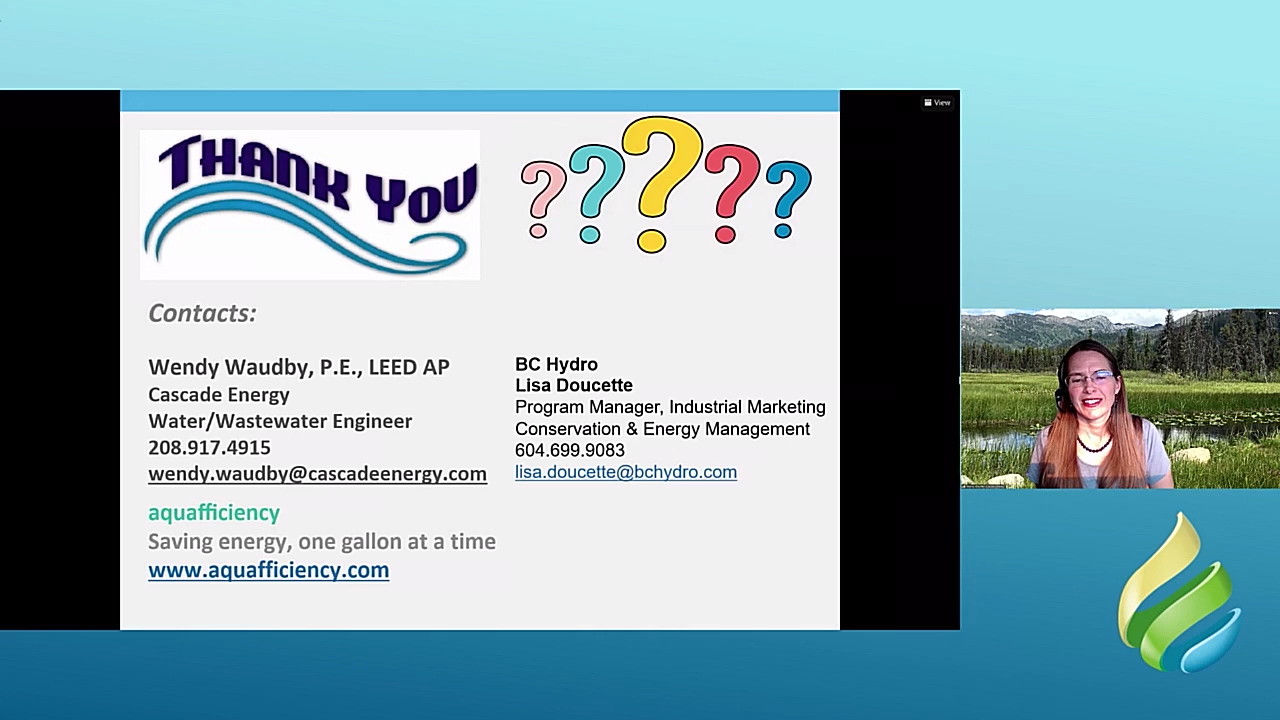 View
THANK YOU
? ? ? ? ?
Contacts:
Wendy Waudby, P.E., LEED AP
Cascade Energy
Water/Wastewater Engineer
208.917.4915
wendy.waudby@cascadeenergy.com
aquafficiency
Saving energy, one gallon at a time
www.aquafficiency.com
BC Hydro
Lisa Doucette
Program Manager, Industrial Marketing
Conservation & Energy Management
604.699.9083
lisa.doucette@bchydro.com